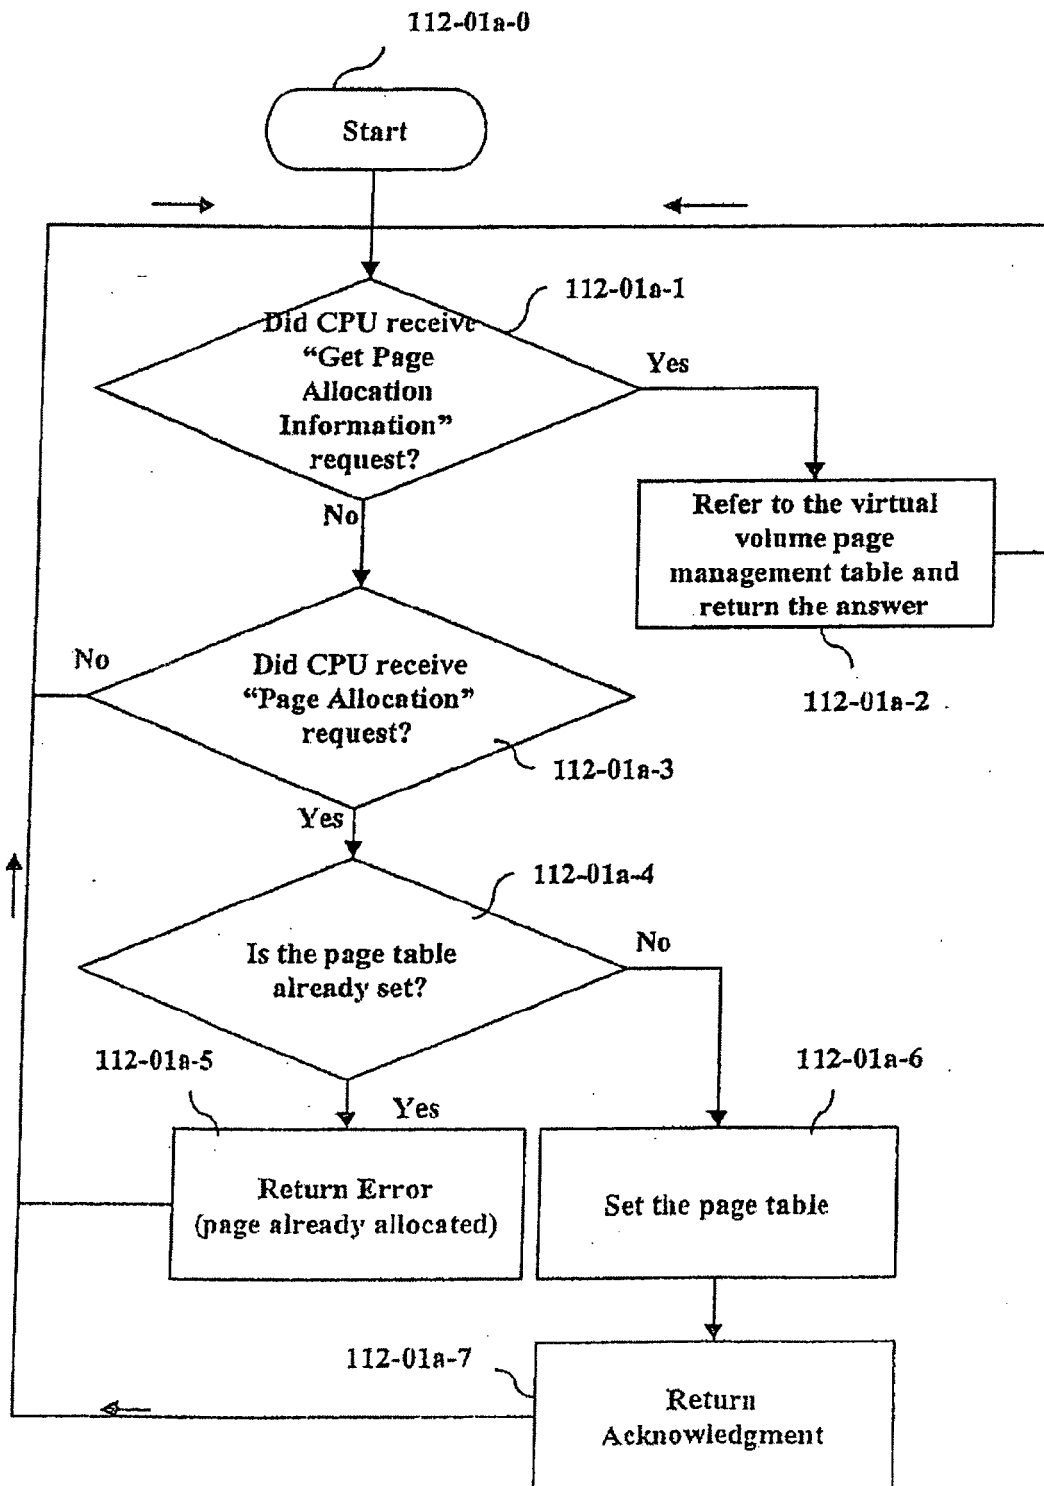 112-01a-0
Start
112-01a-1
Did CPU receive
“Get Page
Allocation
Information”
request?
Yes
No
Refer to the virtual
volume page
management table and
return the answer
112-01a-2
No
Did CPU receive
“Page Allocation”
request?
112-01a-3
Yes
112-01a-4
Is the page table
already set?
No
112-01a-5
Yes
112-01a-6
Return Error
(page already allocated)
Set the page table
112-01a-7
Return
Acknowledgment